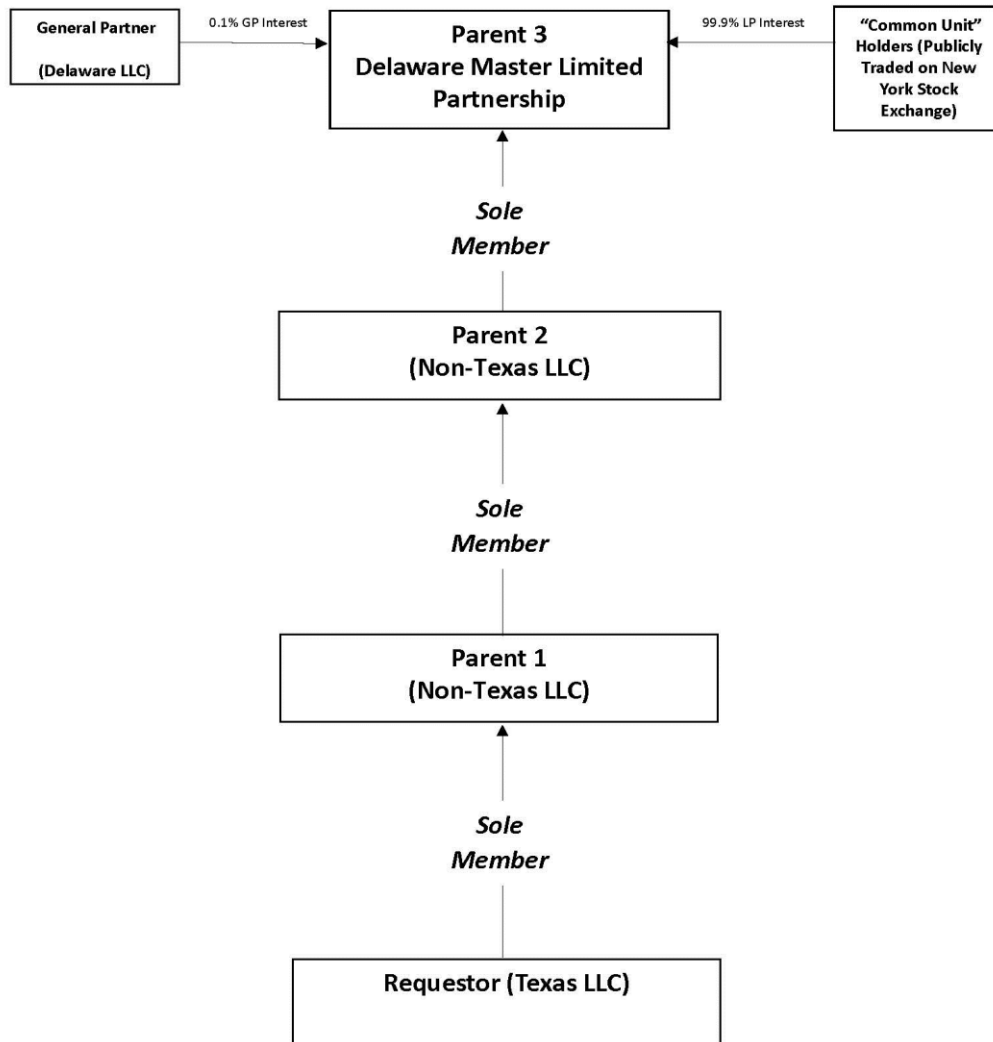 General Partner
(Delaware LLC)
0.1% GP Interest
Parent 3
Delaware Master Limited
Partnership
99.9% LP Interest
“Common Unit”
Holders (Publicly
Traded on New
York Stock
Exchange)
Sole
Member
Parent 2
(Non-Texas LLC)
Sole
Member
Parent 1
(Non-Texas LLC)
Sole
Member
Requestor (Texas LLC)